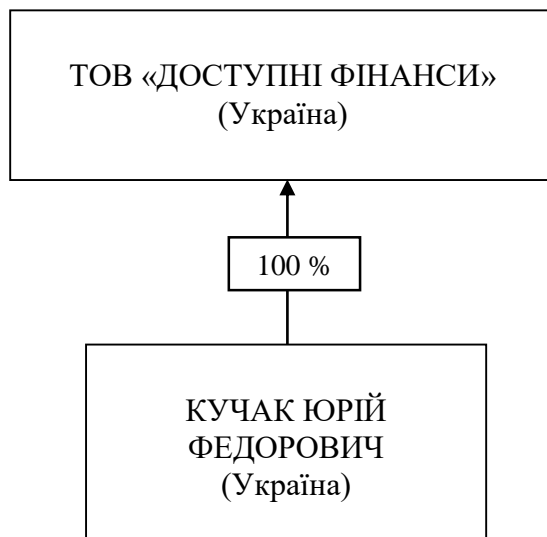 ТОВ «ДОСТУПНІ ФІНАНСИ»
(Україна)
100 %
КУЧАК ЮРІЙ
ФЕДОРОВИЧ
(Україна)